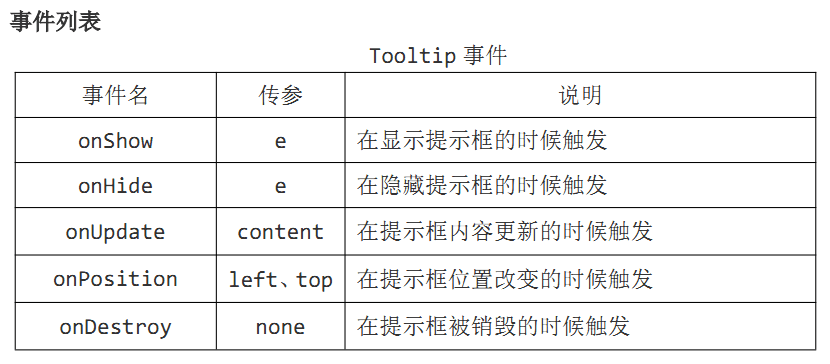 事件列表
Tooltip 事件
事件名 传参 说明
onShow e 在显示提示框的时候触发
onHide e 在隐藏提示框的时候触发
onUpdate content 在提示框内容更新的时候触发
onPosition left、top 在提示框位置改变的时候触发
onDestroy none 在提示框被销毁的时候触发